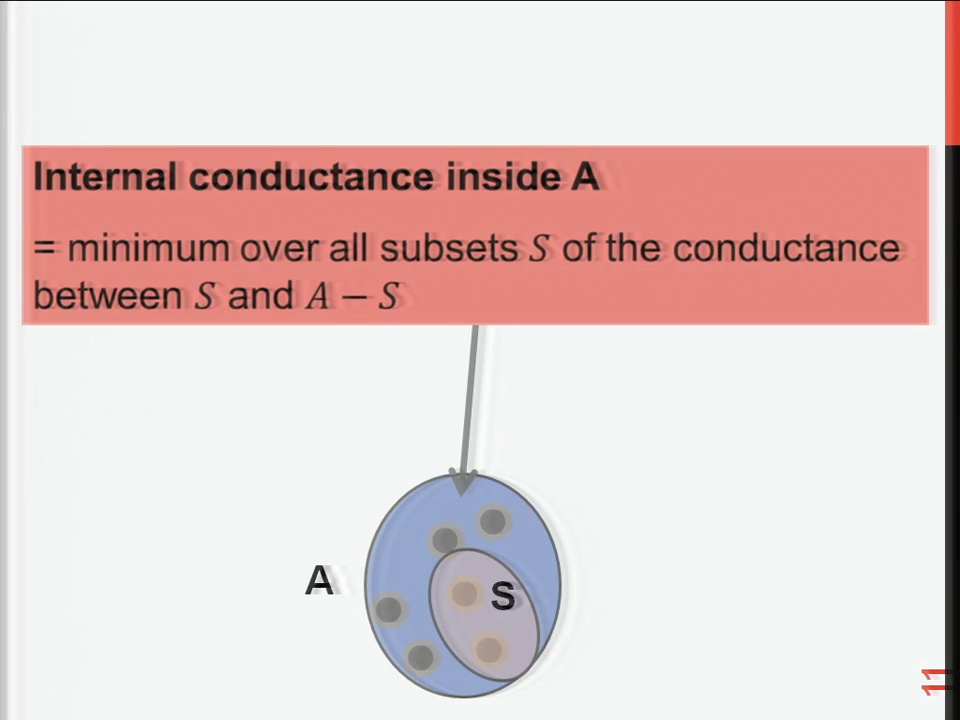 Internal conductance inside A
= minimum over all subsets S of the conductance
between S and A − S
A
S
11